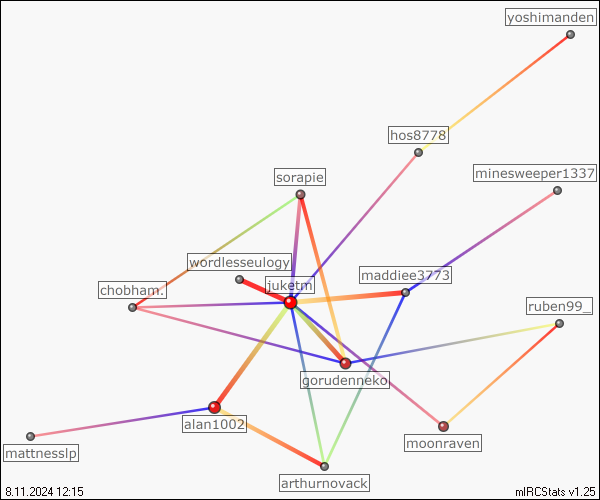 yoshimanden
hos8778
minesweeper1337
sorapie
wordlesseulogy
maddiee3773
juketm
chobham.
ruben99_
gorudenneko
alan1002
moonraven
mattnesslp
arthurnovack
8.11.2024 12:15
mIRCStats v1.25